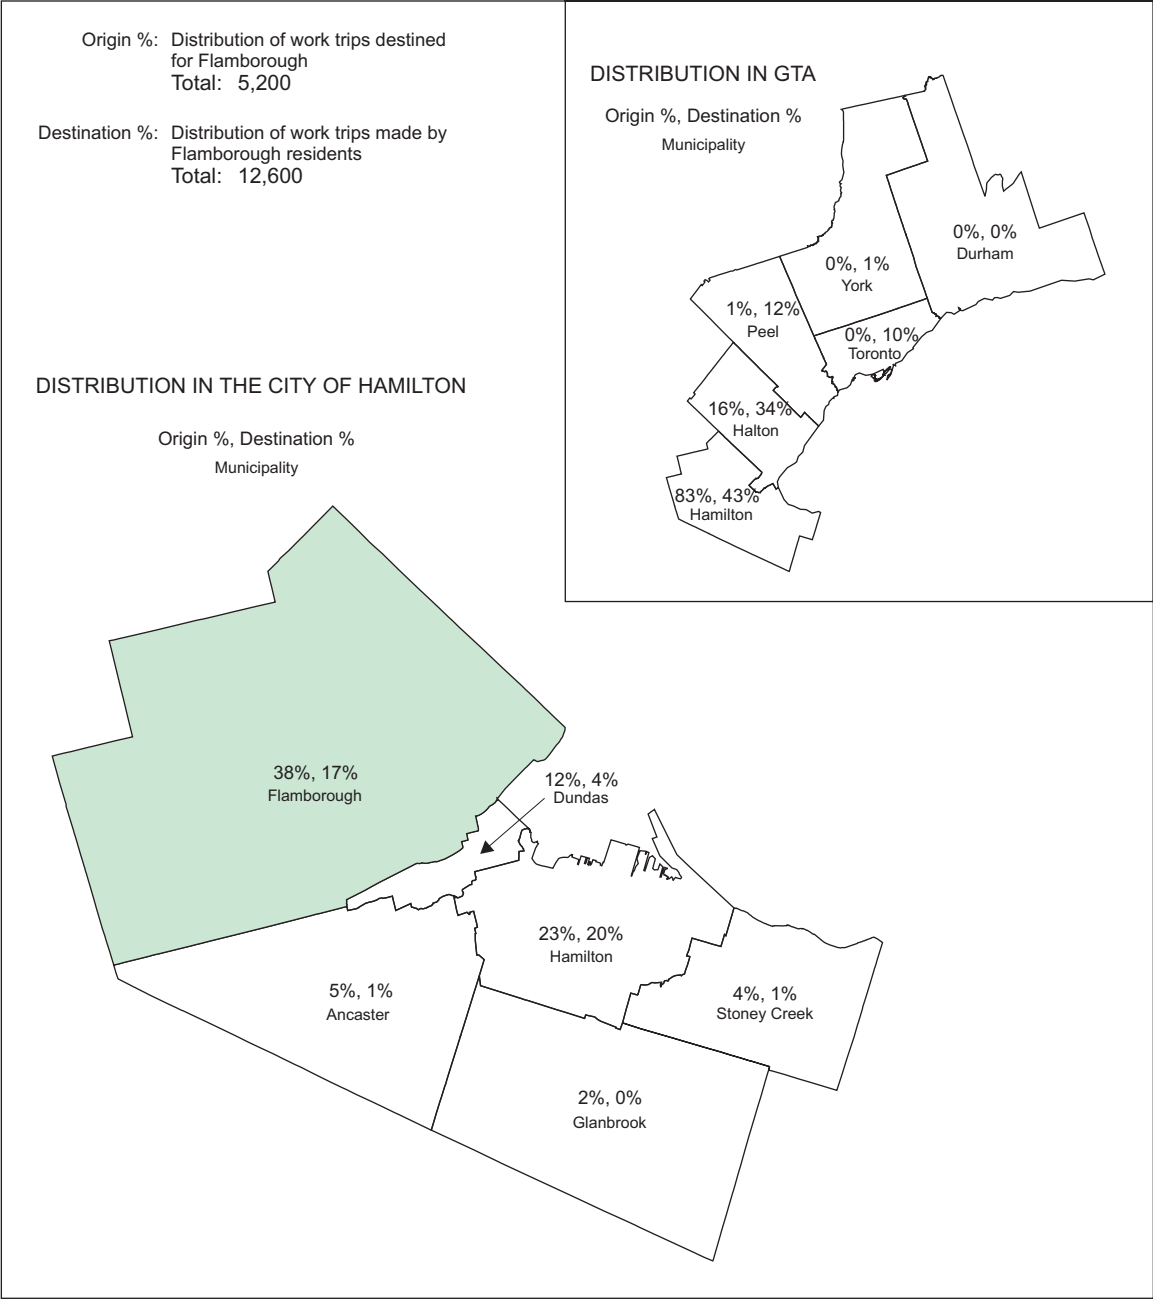 Origin %: Distribution of work trips destined
for Flamborough
Total: 5,200
Destination %: Distribution of work trips made by
Flamborough residents
Total: 12,600
DISTRIBUTION IN GTA
Origin %, Destination %
Municipality
0%, 0%
Durham
0%, 1%
York
1%, 12%
Peel
0%, 10%
Toronto
16%, 34%
Halton
83%, 43%
Hamilton
DISTRIBUTION IN THE CITY OF HAMILTON
Origin %, Destination %
Municipality
38%, 17%
Flamborough
12%, 4%
Dundas
23%, 20%
Hamilton
5%, 1%
Ancaster
4%, 1%
Stoney Creek
2%, 0%
Glanbrook